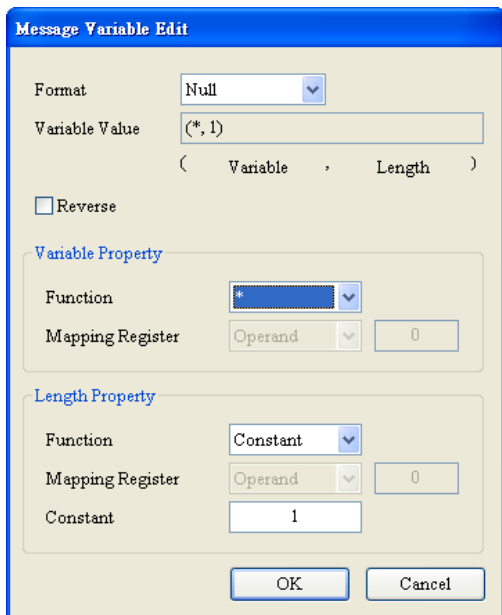 Message Variable Edit
Format Null
Variable Value (*, 1)
( Variable , Length )
Reverse
Variable Property
Function *
Mapping Register Operand 0
Length Property
Function Constant
Mapping Register Operand 0
Constant 1
OK Cancel